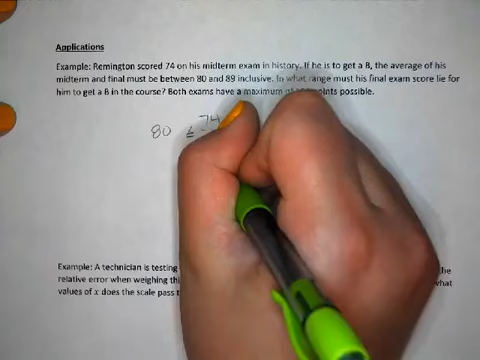 Applications
Example: Remington scored 74 on his midterm exam in history. If he is to get a B, the average of his
midterm and final must be between 80 and 89 inclusive. In what range must his final exam score lie for
him to get a B in the course? Both exams have a maximum of points possible.
80 ≤ 74
Example: A technician is testing
relative error when weighing
values of x does the scale pass what